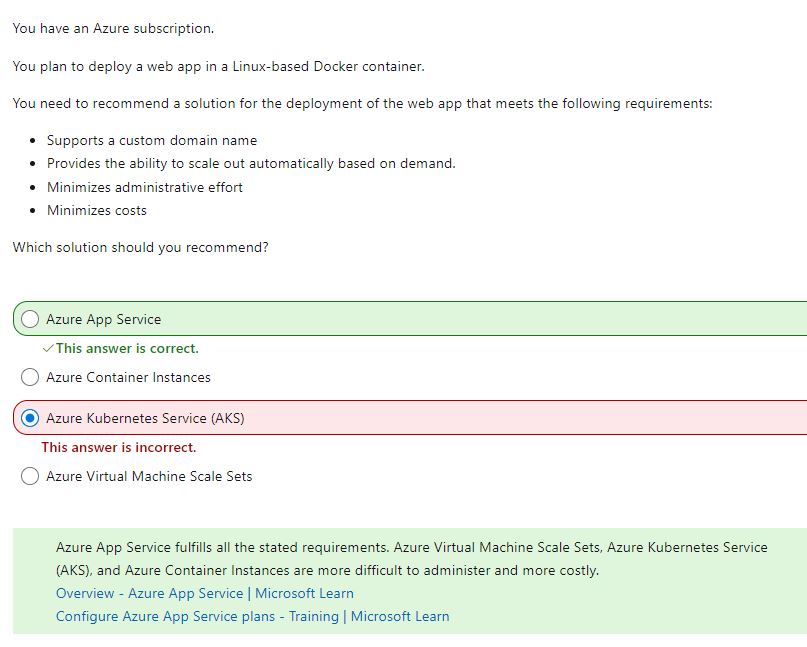 You have an Azure subscription.
You plan to deploy a web app in a Linux-based Docker container.
You need to recommend a solution for the deployment of the web app that meets the following requirements:
• Supports a custom domain name
• Provides the ability to scale out automatically based on demand.
• Minimizes administrative effort
• Minimizes costs
Which solution should you recommend?
Azure App Service
✓This answer is correct.
Azure Container Instances
Azure Kubernetes Service (AKS)
This answer is incorrect.
Azure Virtual Machine Scale Sets
Azure App Service fulfills all the stated requirements. Azure Virtual Machine Scale Sets, Azure Kubernetes Service
(AKS), and Azure Container Instances are more difficult to administer and more costly.
Overview - Azure App Service | Microsoft Learn
Configure Azure App Service plans - Training | Microsoft Learn